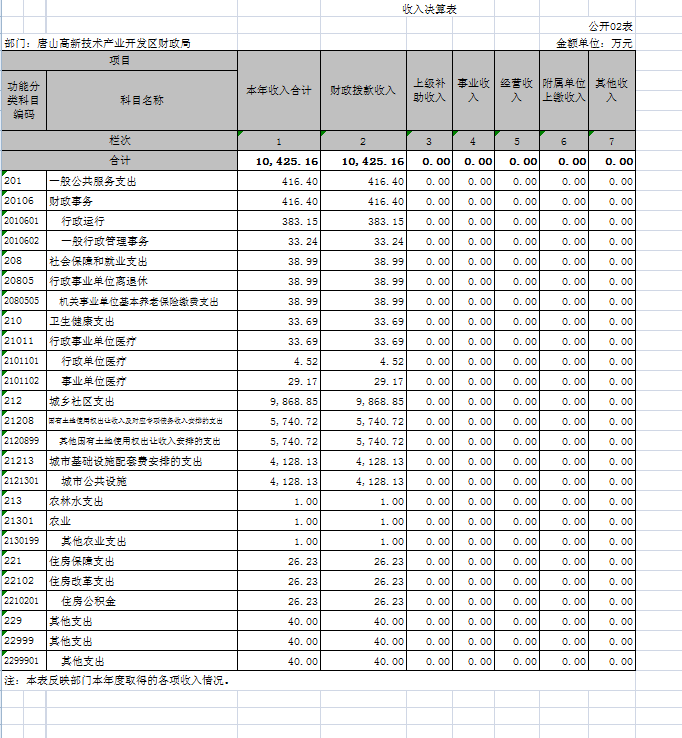 收入决算表
公开02表
部门：唐山高新技术产业开发区财政局 金额单位：万元
项目 本年收入合计 财政拨款收入 上级补助收入 事业收入 经营收入 附属单位上缴收入 其他收入
功能分类科目编码 科目名称
栏次 1 2 3 4 5 6 7
合计 10,425.16 10,425.16 0.00 0.00 0.00 0.00 0.00
201 一般公共服务支出 416.40 416.40 0.00 0.00 0.00 0.00 0.00
20106 财政事务 416.40 416.40 0.00 0.00 0.00 0.00 0.00
2010601 行政运行 383.15 383.15 0.00 0.00 0.00 0.00 0.00
2010602 一般行政管理事务 33.24 33.24 0.00 0.00 0.00 0.00 0.00
208 社会保障和就业支出 38.99 38.99 0.00 0.00 0.00 0.00 0.00
20805 行政事业单位离退休 38.99 38.99 0.00 0.00 0.00 0.00 0.00
2080505 机关事业单位基本养老保险缴费支出 38.99 38.99 0.00 0.00 0.00 0.00 0.00
210 卫生健康支出 33.69 33.69 0.00 0.00 0.00 0.00 0.00
21011 行政事业单位医疗 33.69 33.69 0.00 0.00 0.00 0.00 0.00
2101101 行政单位医疗 4.52 4.52 0.00 0.00 0.00 0.00 0.00
2101102 事业单位医疗 29.17 29.17 0.00 0.00 0.00 0.00 0.00
212 城乡社区支出 9,868.85 9,868.85 0.00 0.00 0.00 0.00 0.00
21208 国有土地使用权出让收入及对应专项债务收入安排的支出 5,740.72 5,740.72 0.00 0.00 0.00 0.00 0.00
2120899 其他国有土地使用权出让收入安排的支出 5,740.72 5,740.72 0.00 0.00 0.00 0.00 0.00
21213 城市基础设施配套费安排的支出 4,128.13 4,128.13 0.00 0.00 0.00 0.00 0.00
2121301 城市公共设施 4,128.13 4,128.13 0.00 0.00 0.00 0.00 0.00
213 农林水支出 1.00 1.00 0.00 0.00 0.00 0.00 0.00
21301 农业 1.00 1.00 0.00 0.00 0.00 0.00 0.00
2130199 其他农业支出 1.00 1.00 0.00 0.00 0.00 0.00 0.00
221 住房保障支出 26.23 26.23 0.00 0.00 0.00 0.00 0.00
22102 住房改革支出 26.23 26.23 0.00 0.00 0.00 0.00 0.00
2210201 住房公积金 26.23 26.23 0.00 0.00 0.00 0.00 0.00
229 其他支出 40.00 40.00 0.00 0.00 0.00 0.00 0.00
22999 其他支出 40.00 40.00 0.00 0.00 0.00 0.00 0.00
2299901 其他支出 40.00 40.00 0.00 0.00 0.00 0.00 0.00
注：本表反映部门本年度取得的各项收入情况。